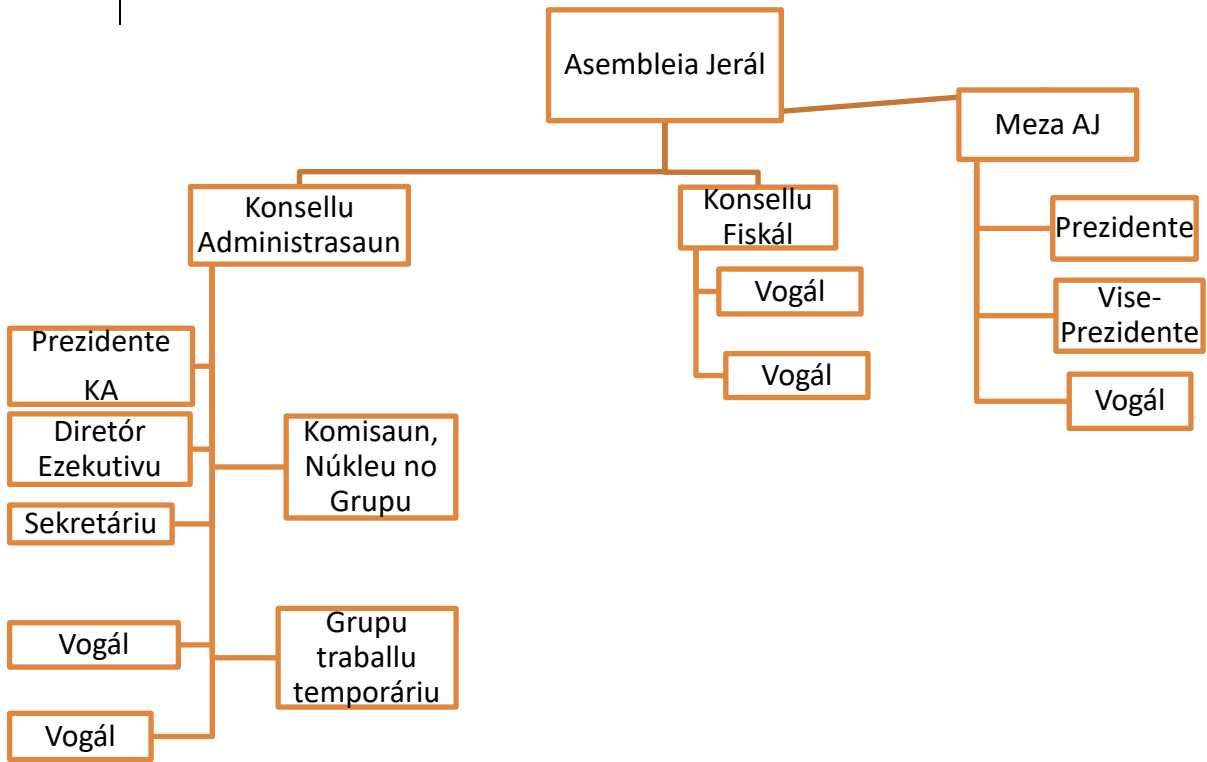 Asembleia Jerál
Meza AJ
Konsellu
Administrasaun
Konsellu
Fiskál
Prezidente
Vogál
Vise-
Prezidente
Prezidente
KA
Vogál
Vogál
Diretór
Ezekutivu
Komisaun,
Núkleu no
Grupu
Sekretáriu
Vogál
Grupu
traballu
temporáriu
Vogál